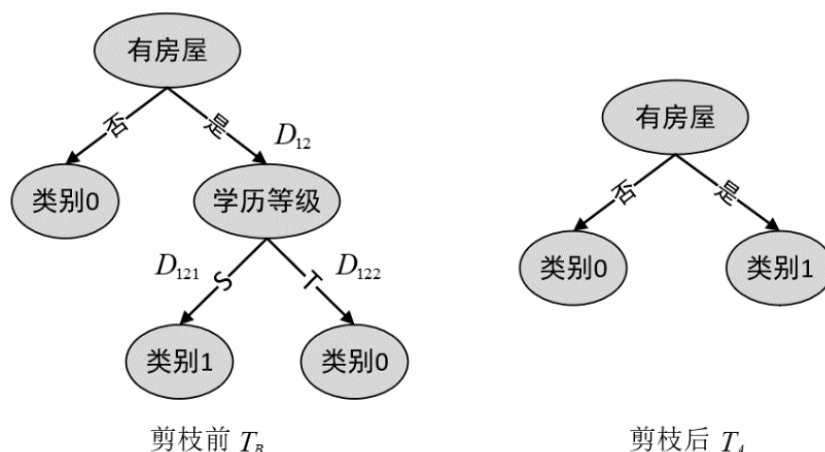 有房屋
否
是
D₁₂
类别0
学历等级
D₁₂₁
S
T
D₁₂₂
类别1
类别0
剪枝前 T_B
有房屋
否
是
类别0
类别1
剪枝后 T_A